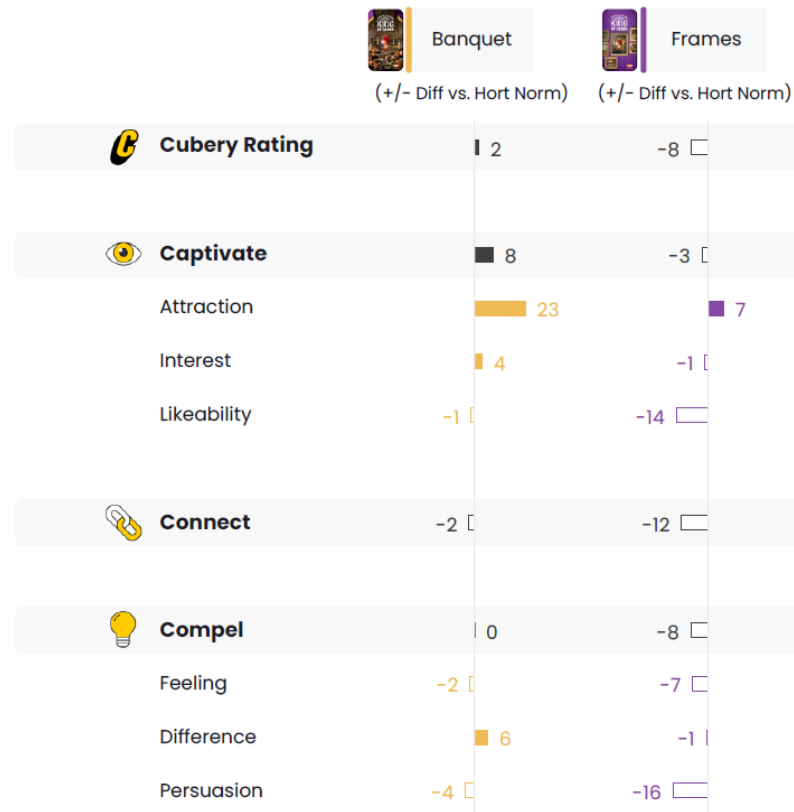 Banquet Frames
(+/- Diff vs. Hort Norm) (+/- Diff vs. Hort Norm)
Cubery Rating 2 -8
Captivate 8 -3
Attraction 23 7
Interest 4 -1
Likeability -1 -14
Connect -2 -12
Compel 0 -8
Feeling -2 -7
Difference 6 -1
Persuasion -4 -16